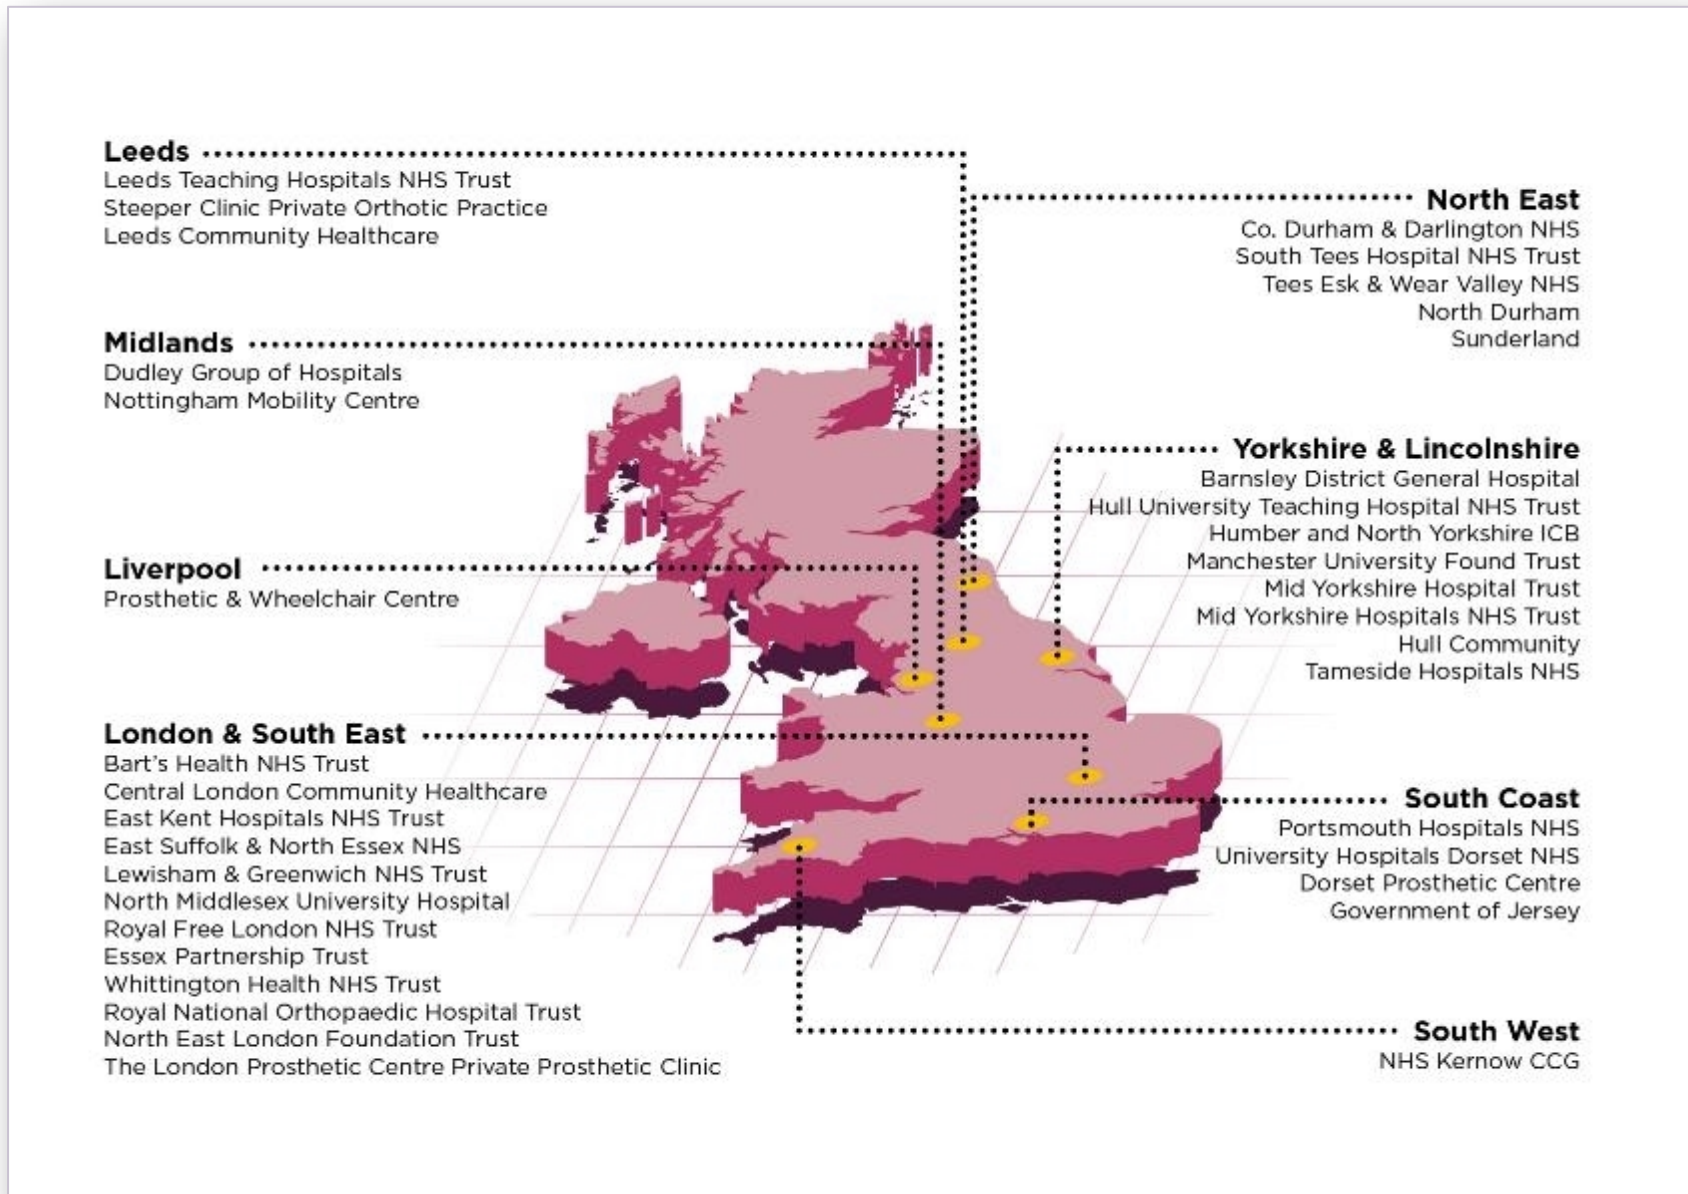 Leeds
Leeds Teaching Hospitals NHS Trust
Steeper Clinic Private Orthotic Practice
Leeds Community Healthcare
North East
Co. Durham & Darlington NHS
South Tees Hospital NHS Trust
Tees Esk & Wear Valley NHS
North Durham
Sunderland
Midlands
Dudley Group of Hospitals
Nottingham Mobility Centre
Yorkshire & Lincolnshire
Barnsley District General Hospital
Hull University Teaching Hospital NHS Trust
Humber and North Yorkshire ICB
Manchester University Found Trust
Mid Yorkshire Hospital Trust
Mid Yorkshire Hospitals NHS Trust
Hull Community
Tameside Hospitals NHS
Liverpool
Prosthetic & Wheelchair Centre
London & South East
Bart's Health NHS Trust
Central London Community Healthcare
East Kent Hospitals NHS Trust
East Suffolk & North Essex NHS
Lewisham & Greenwich NHS Trust
North Middlesex University Hospital
Royal Free London NHS Trust
Essex Partnership Trust
Whittington Health NHS Trust
Royal National Orthopaedic Hospital Trust
North East London Foundation Trust
The London Prosthetic Centre Private Prosthetic Clinic
South Coast
Portsmouth Hospitals NHS
University Hospitals Dorset NHS
Dorset Prosthetic Centre
Government of Jersey
South West
NHS Kernow CCG